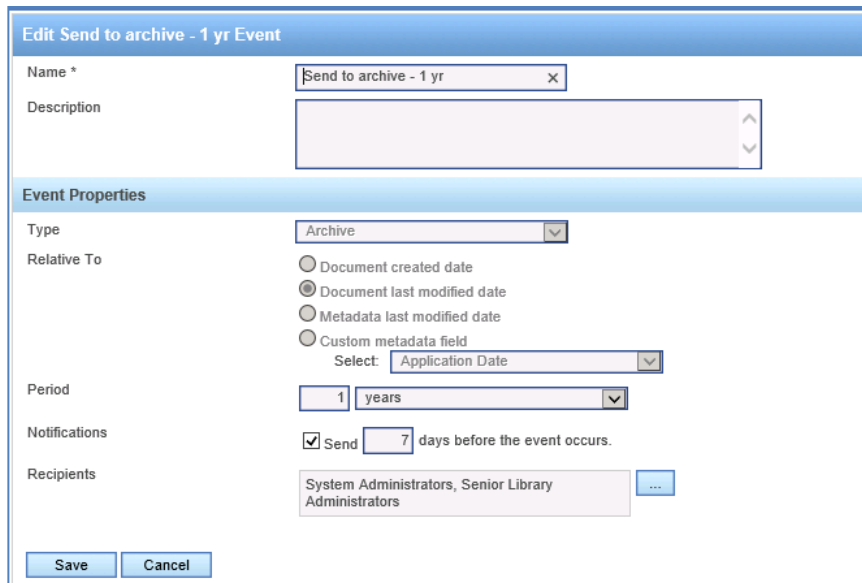 Edit Send to archive - 1 yr Event
Name *
Send to archive - 1 yr
×
Description
Event Properties
Type
Archive
Relative To
Document created date
Document last modified date
Metadata last modified date
Custom metadata field
Select: Application Date
Period
1 years
Notifications
Send 7 days before the event occurs.
Recipients
System Administrators, Senior Library
Administrators
...
Save Cancel